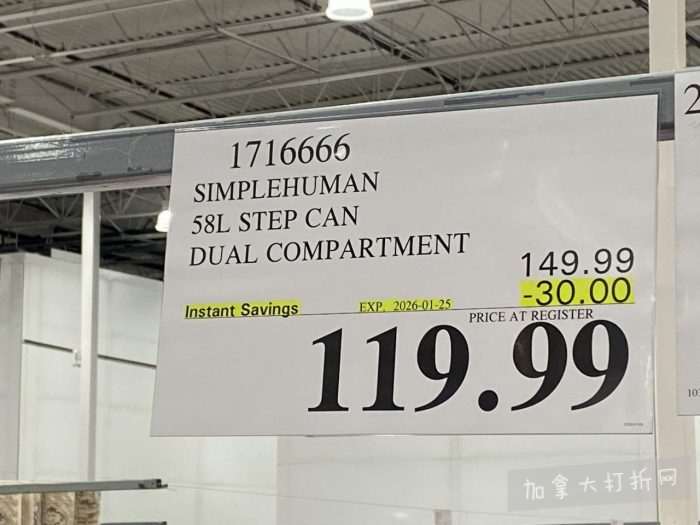 1716666
SIMPLEHUMAN
58L STEP CAN
DUAL COMPARTMENT
149.99
Instant Savings EXP. 2026-01-25 -30.00
PRICE AT REGISTER
119.99
2
加拿大打折网